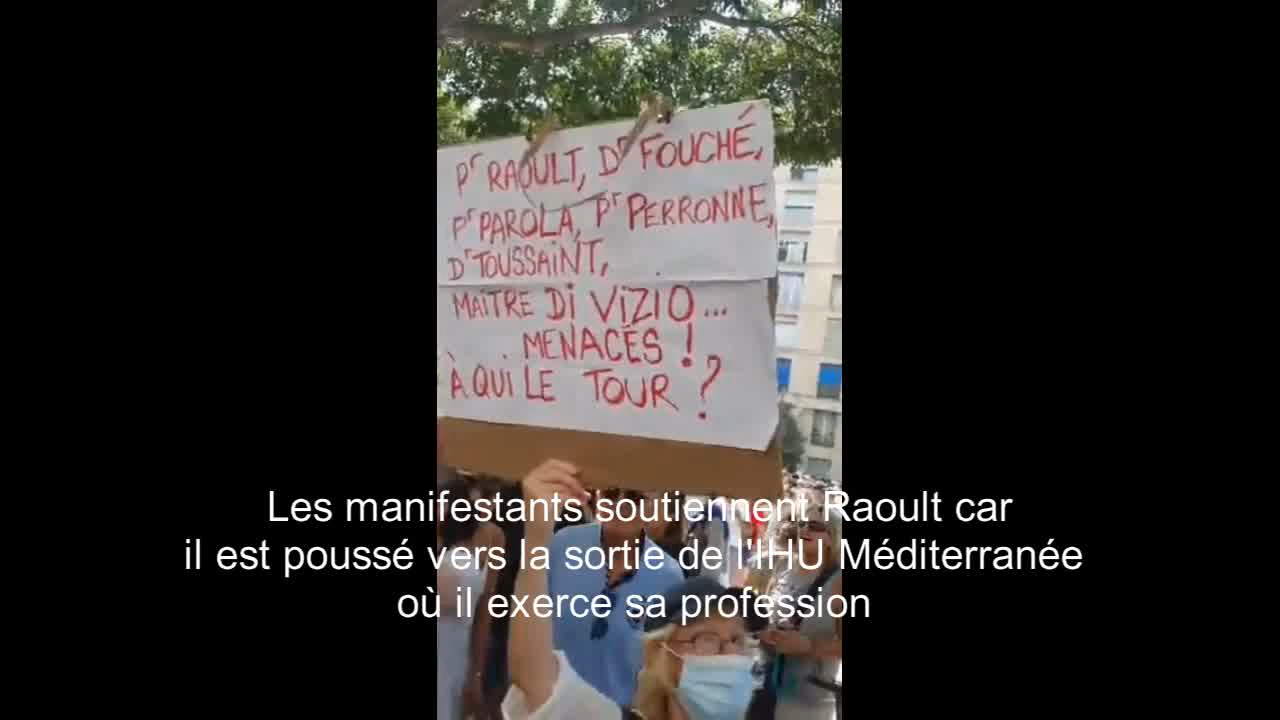 Pr RAOULT, Dr FOUCHÉ,
Pr PAROLA, Pr PERRONNE,
Dr TOUSSAiNT,
MAîTRE Di ViZiO...
MENACÉS !
À QUi LE TOUR ?
Les manifestants soutiennent Raoult car
il est poussé vers la sortie de l'IHU Méditerranée
où il exerce sa profession